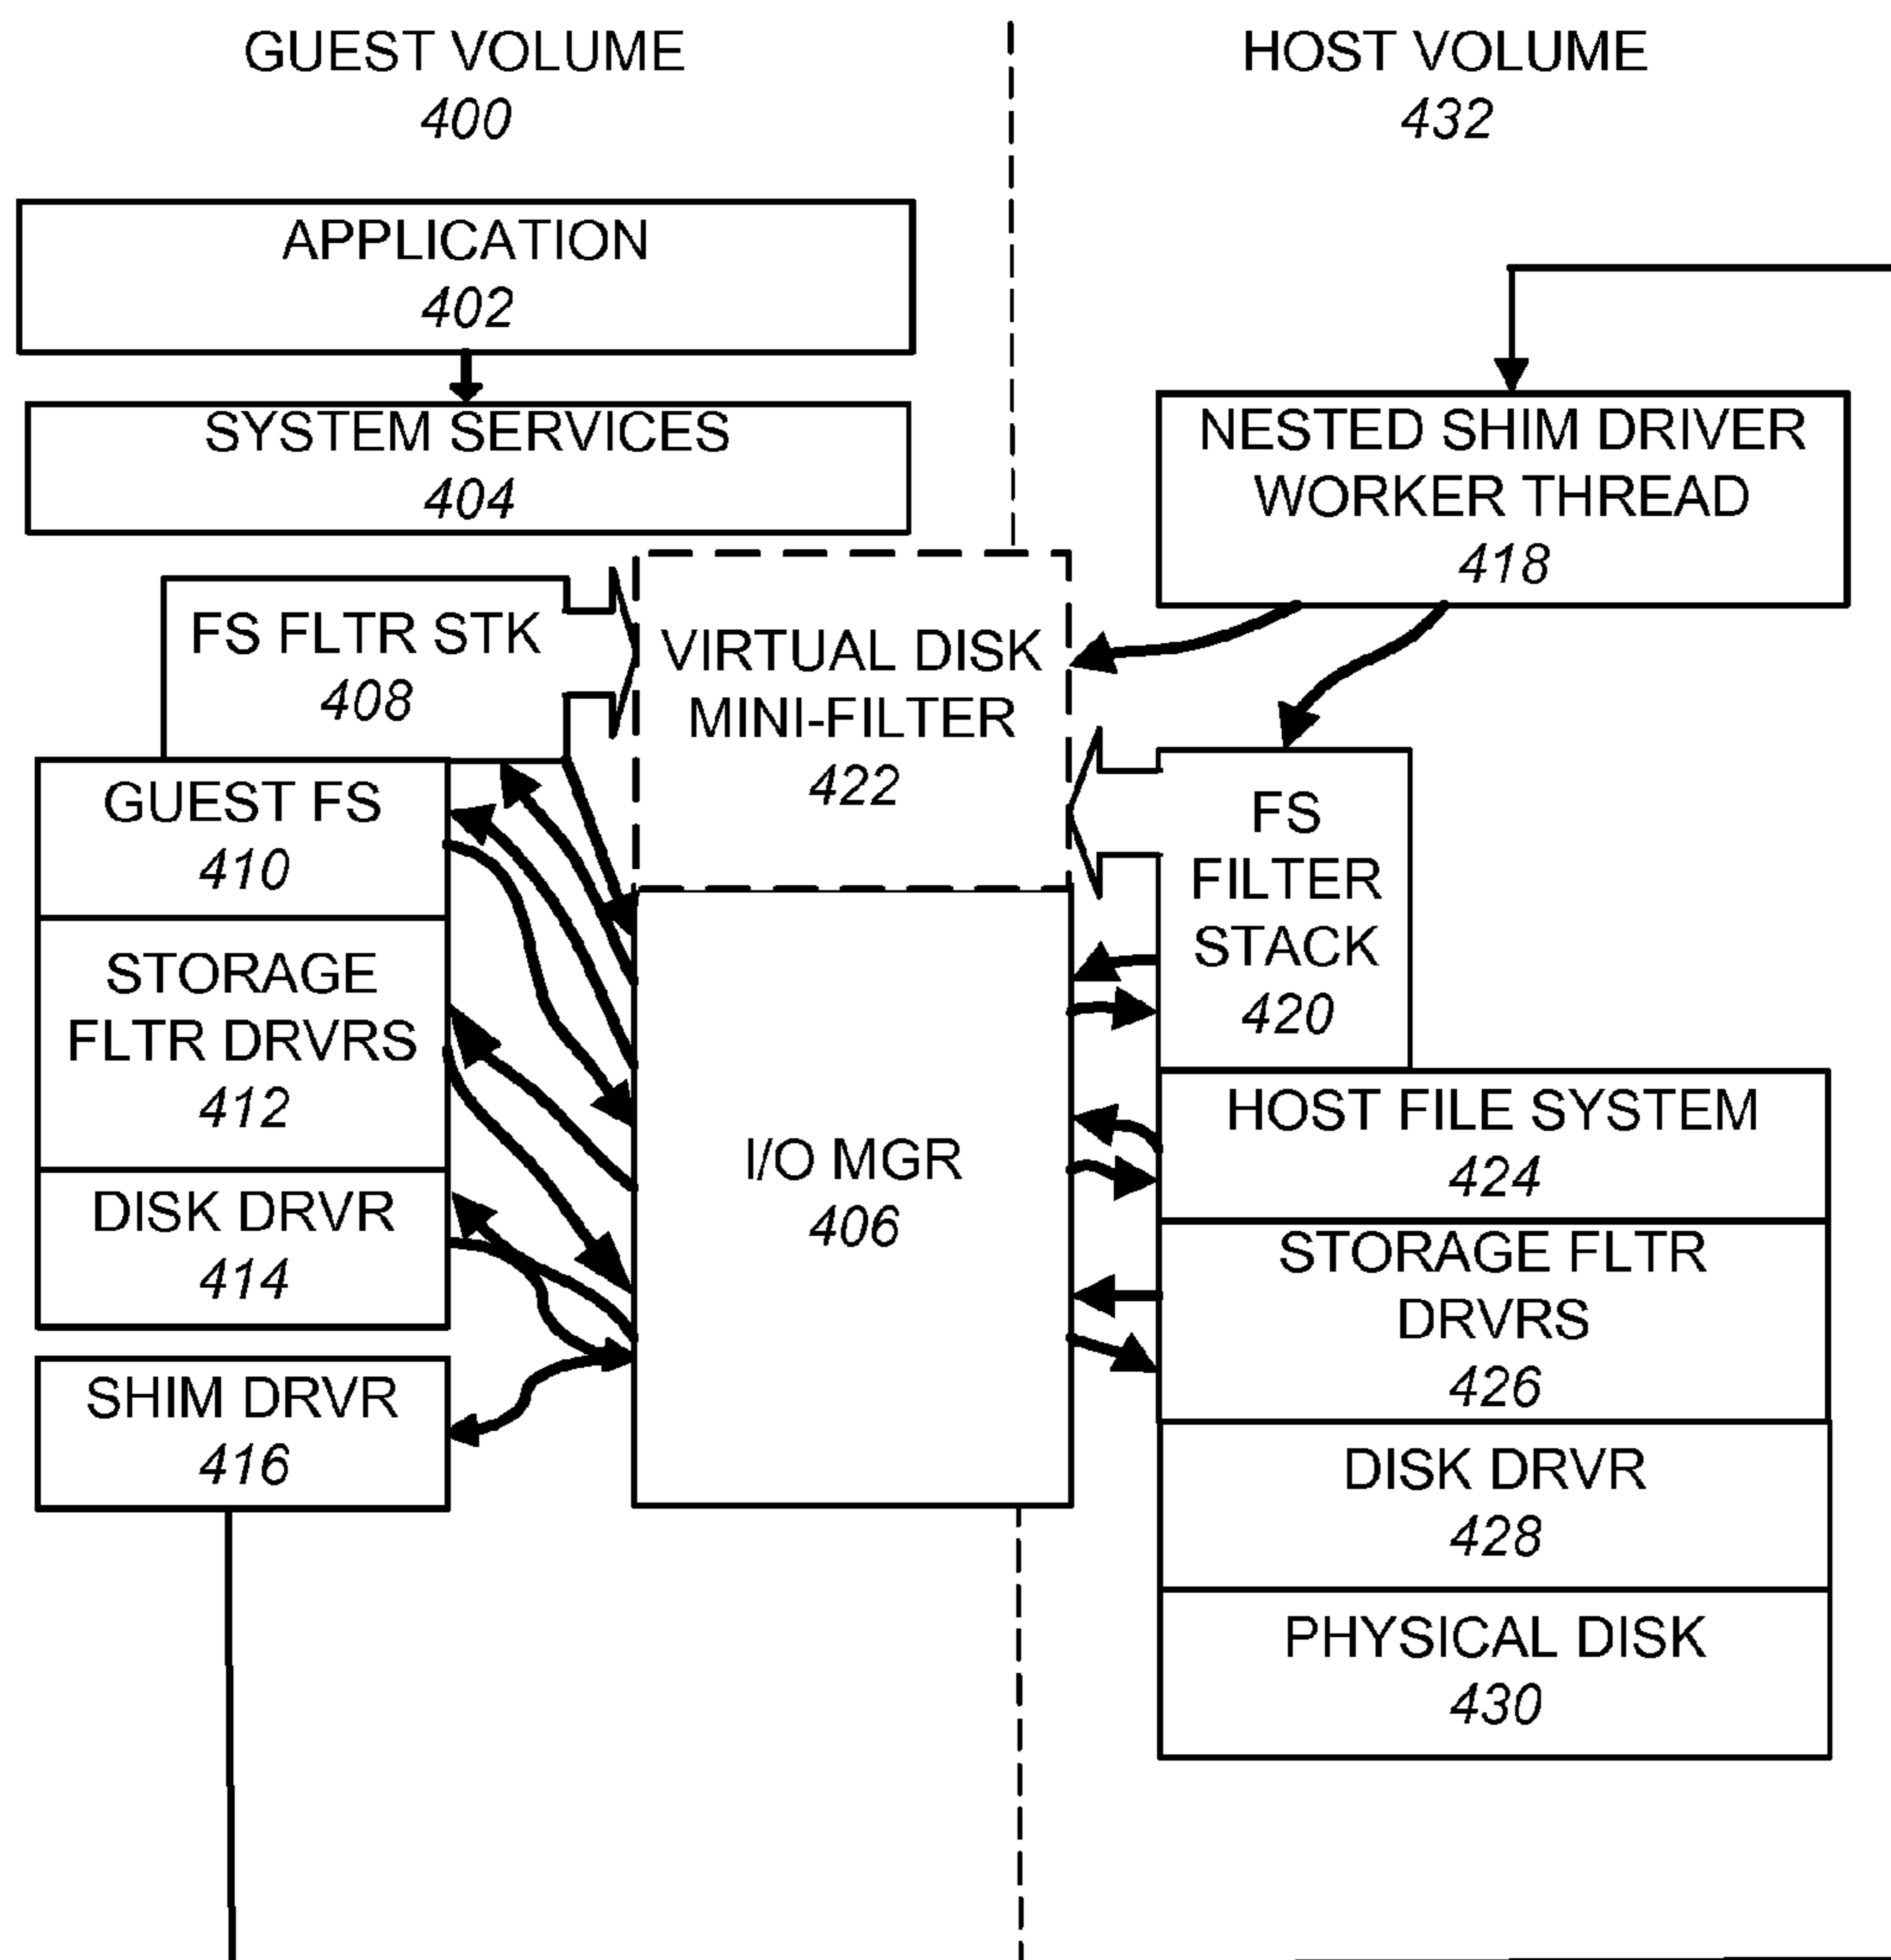 GUEST VOLUME
400
HOST VOLUME
432
APPLICATION
402
SYSTEM SERVICES
404
NESTED SHIM DRIVER
WORKER THREAD
418
FS FLTR STK
408
VIRTUAL DISK
MINI-FILTER
422
GUEST FS
410
FS
FILTER
STACK
420
STORAGE
FLTR DRVRS
412
I/O MGR
406
HOST FILE SYSTEM
424
DISK DRVR
414
STORAGE FLTR
DRVRS
426
SHIM DRVR
416
DISK DRVR
428
PHYSICAL DISK
430